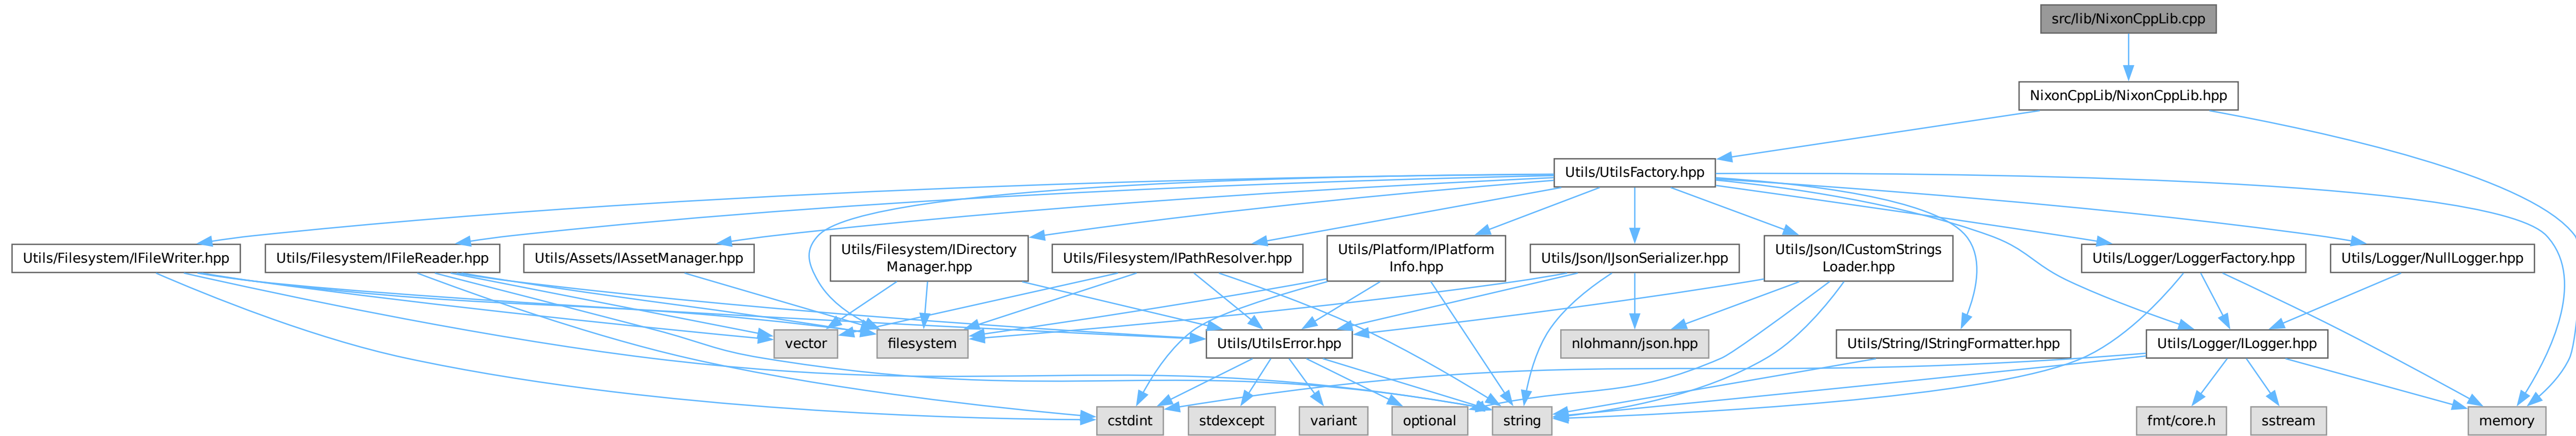 src/lib/NixonCppLib.cpp
NixonCppLib/NixonCppLib.hpp
Utils/UtilsFactory.hpp
Utils/Filesystem/IFileWriter.hpp
Utils/Filesystem/IFileReader.hpp
Utils/Assets/IAssetManager.hpp
Utils/Filesystem/IDirectory
Manager.hpp
Utils/Filesystem/IPathResolver.hpp
Utils/Platform/IPlatform
Info.hpp
Utils/Json/IJsonSerializer.hpp
Utils/Json/ICustomStrings
Loader.hpp
Utils/Logger/LoggerFactory.hpp
Utils/Logger/NullLogger.hpp
vector
filesystem
Utils/UtilsError.hpp
nlohmann/json.hpp
Utils/String/IStringFormatter.hpp
Utils/Logger/ILogger.hpp
cstdint
stdexcept
variant
optional
string
fmt/core.h
sstream
memory